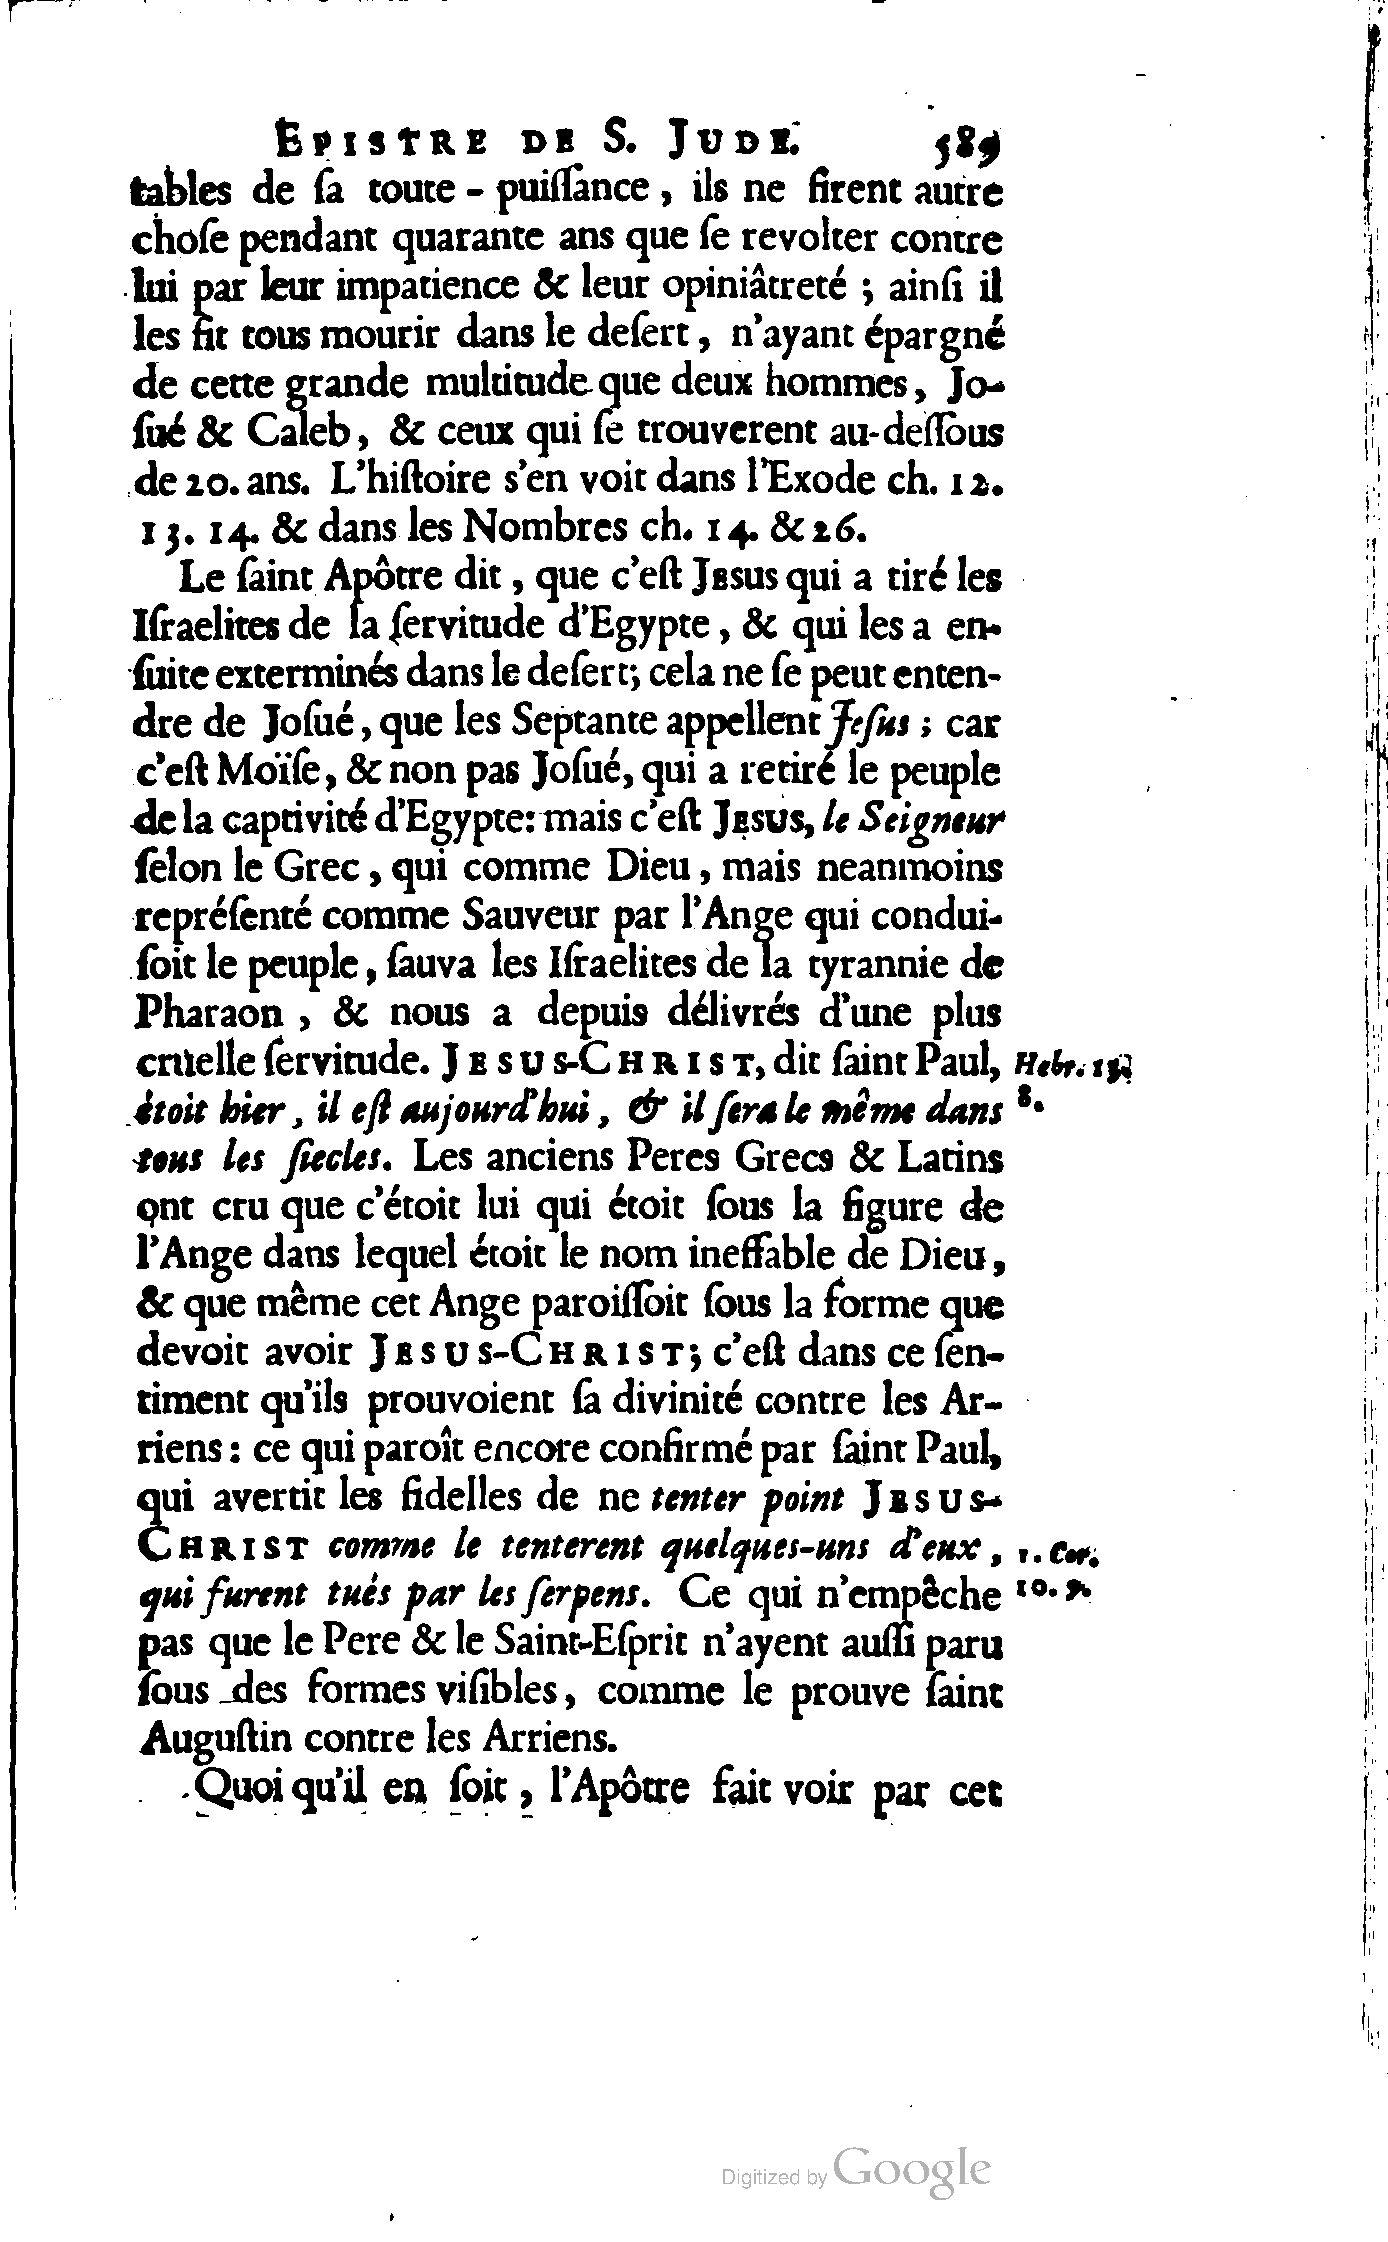 EPISTRE DE S. JUDE. 589
tables de ſa toute - puiſſance, ils ne firent autre
choſe pendant quarante ans que ſe revolter contre
lui par leur impatience & leur opiniâtreté ; ainſi il
les fit tous mourir dans le deſert, n'ayant épargné
de cette grande multitude que deux hommes, Jo-
ſué & Caleb, & ceux qui ſe trouverent au-deſſous
de 20. ans. L'hiſtoire s'en voit dans l'Exode ch. 12.
13. 14. & dans les Nombres ch. 14. & 26.
Le ſaint Apôtre dit, que c'eſt JESUS qui a tiré les
Iſraelites de la ſervitude d'Egypte, & qui les a en-
ſuite exterminés dans le deſert; cela ne ſe peut enten-
dre de Joſué, que les Septante appellent Jeſus ; car
c'eſt Moïſe, & non pas Joſué, qui a retiré le peuple
de la captivité d'Egypte: mais c'eſt JESUS, le Seigneur
ſelon le Grec, qui comme Dieu, mais neanmoins
repréſenté comme Sauveur par l'Ange qui condui-
ſoit le peuple, ſauva les Iſraelites de la tyrannie de
Pharaon, & nous a depuis délivrés d'une plus
cruelle ſervitude. JESUS-CHRIST, dit ſaint Paul, Hebr. 13.
étoit hier, il eſt aujourd'hui, & il ſera le même dans 8.
tous les ſiecles. Les anciens Peres Grecs & Latins
ont cru que c'étoit lui qui étoit ſous la figure de
l'Ange dans lequel étoit le nom ineffable de Dieu,
& que même cet Ange paroiſſoit ſous la forme que
devoit avoir JESUS-CHRIST; c'eſt dans ce ſen-
timent qu'ils prouvoient ſa divinité contre les Ar-
riens : ce qui paroît encore confirmé par ſaint Paul,
qui avertit les fidelles de ne tenter point JESUS-
CHRIST comme le tenterent quelques-uns d'eux, 1. Cor.
qui furent tués par les ſerpens. Ce qui n'empêche 10. 9.
pas que le Pere & le Saint-Eſprit n'ayent auſſi paru
ſous des formes viſibles, comme le prouve ſaint
Auguſtin contre les Arriens.
Quoi qu'il en ſoit, l'Apôtre fait voir par cet
Digitized by Google